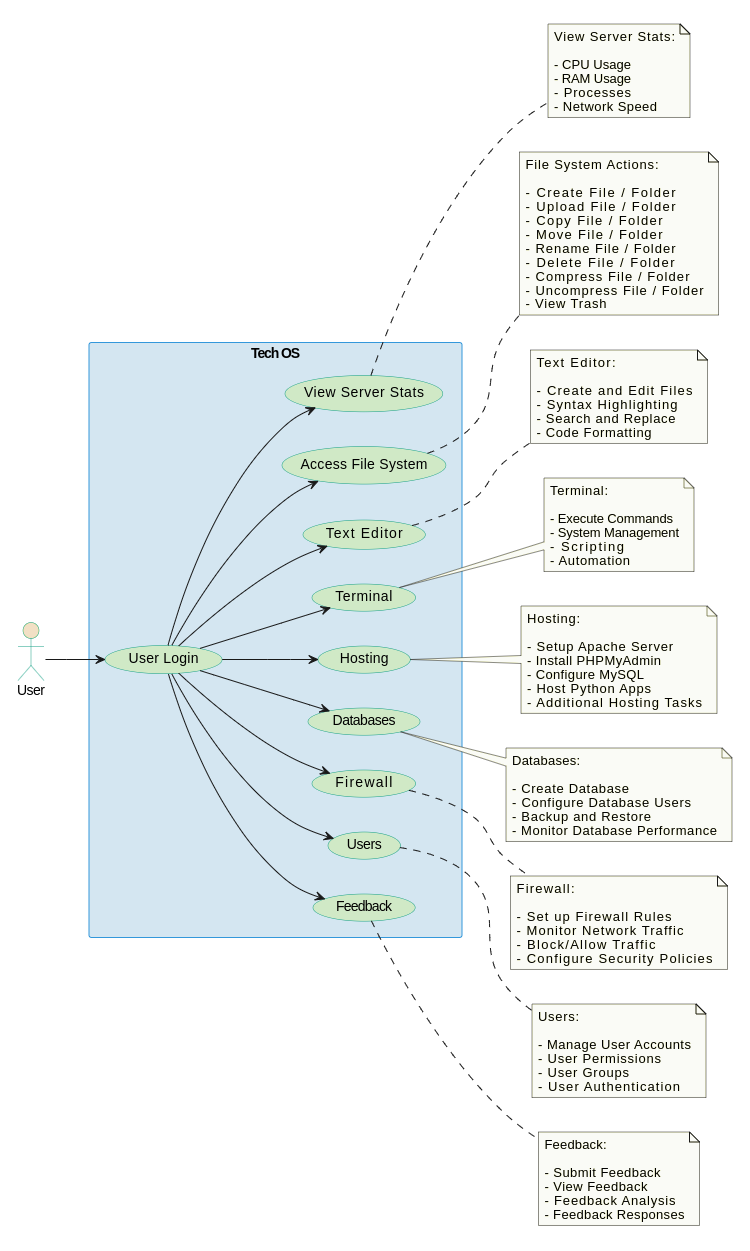 View Server Stats:
- CPU Usage
- RAM Usage
- Processes
- Network Speed
File System Actions:
- Create File / Folder
- Upload File / Folder
- Copy File / Folder
- Move File / Folder
- Rename File / Folder
- Delete File / Folder
- Compress File / Folder
- Uncompress File / Folder
- View Trash
Tech OS
View Server Stats
Access File System
Text Editor
Terminal
User Login
Hosting
Databases
Firewall
Users
Feedback
User
Text Editor:
- Create and Edit Files
- Syntax Highlighting
- Search and Replace
- Code Formatting
Terminal:
- Execute Commands
- System Management
- Scripting
- Automation
Hosting:
- Setup Apache Server
- Install PHPMyAdmin
- Configure MySQL
- Host Python Apps
- Additional Hosting Tasks
Databases:
- Create Database
- Configure Database Users
- Backup and Restore
- Monitor Database Performance
Firewall:
- Set up Firewall Rules
- Monitor Network Traffic
- Block/Allow Traffic
- Configure Security Policies
Users:
- Manage User Accounts
- User Permissions
- User Groups
- User Authentication
Feedback:
- Submit Feedback
- View Feedback
- Feedback Analysis
- Feedback Responses